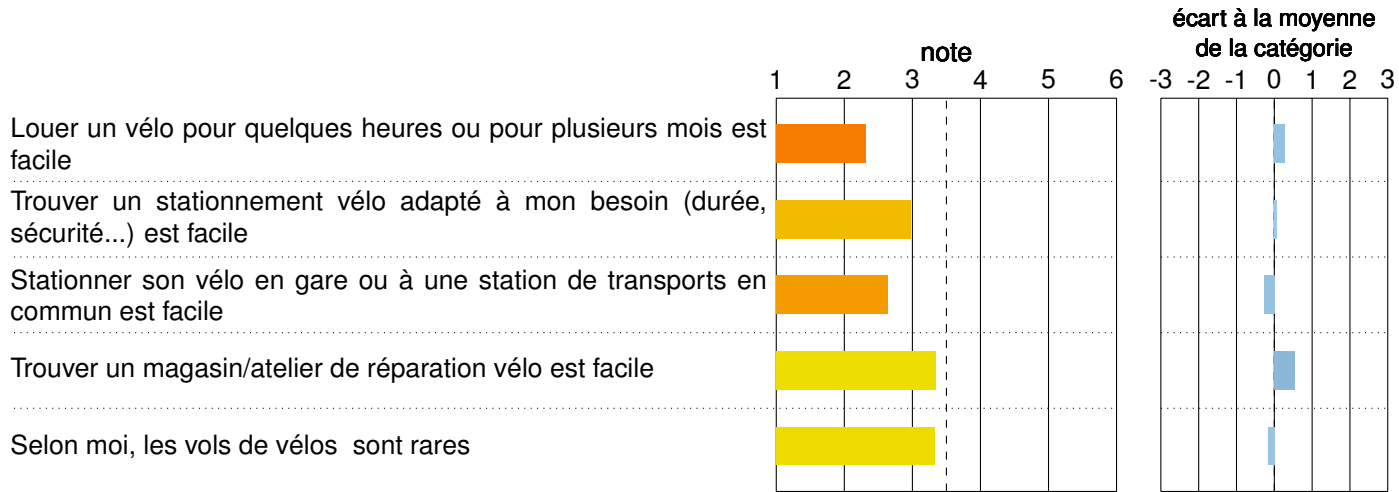 écart à la moyenne
de la catégorie
note
1 2 3 4 5 6
-3 -2 -1 0 1 2 3
Louer un vélo pour quelques heures ou pour plusieurs mois est
facile
Trouver un stationnement vélo adapté à mon besoin (durée,
sécurité...) est facile
Stationner son vélo en gare ou à une station de transports en
commun est facile
Trouver un magasin/atelier de réparation vélo est facile
Selon moi, les vols de vélos sont rares